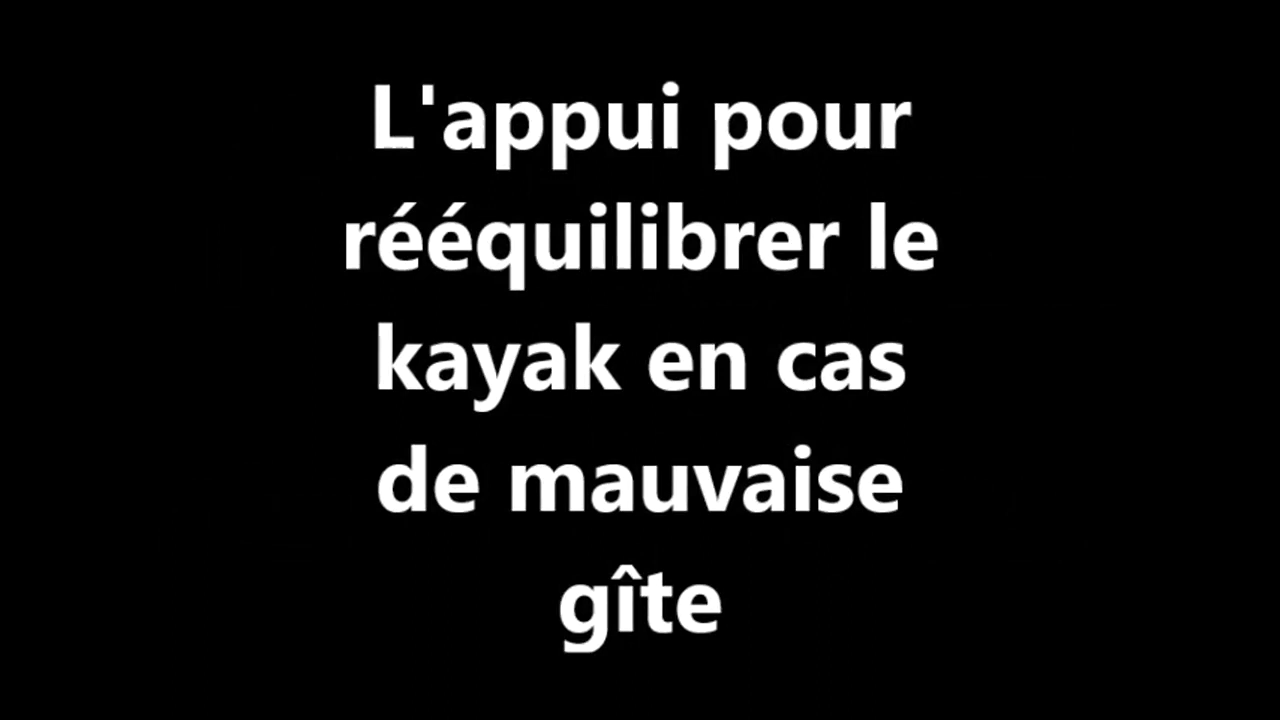 L'appui pour
rééquilibrer le
kayak en cas
de mauvaise
gîte